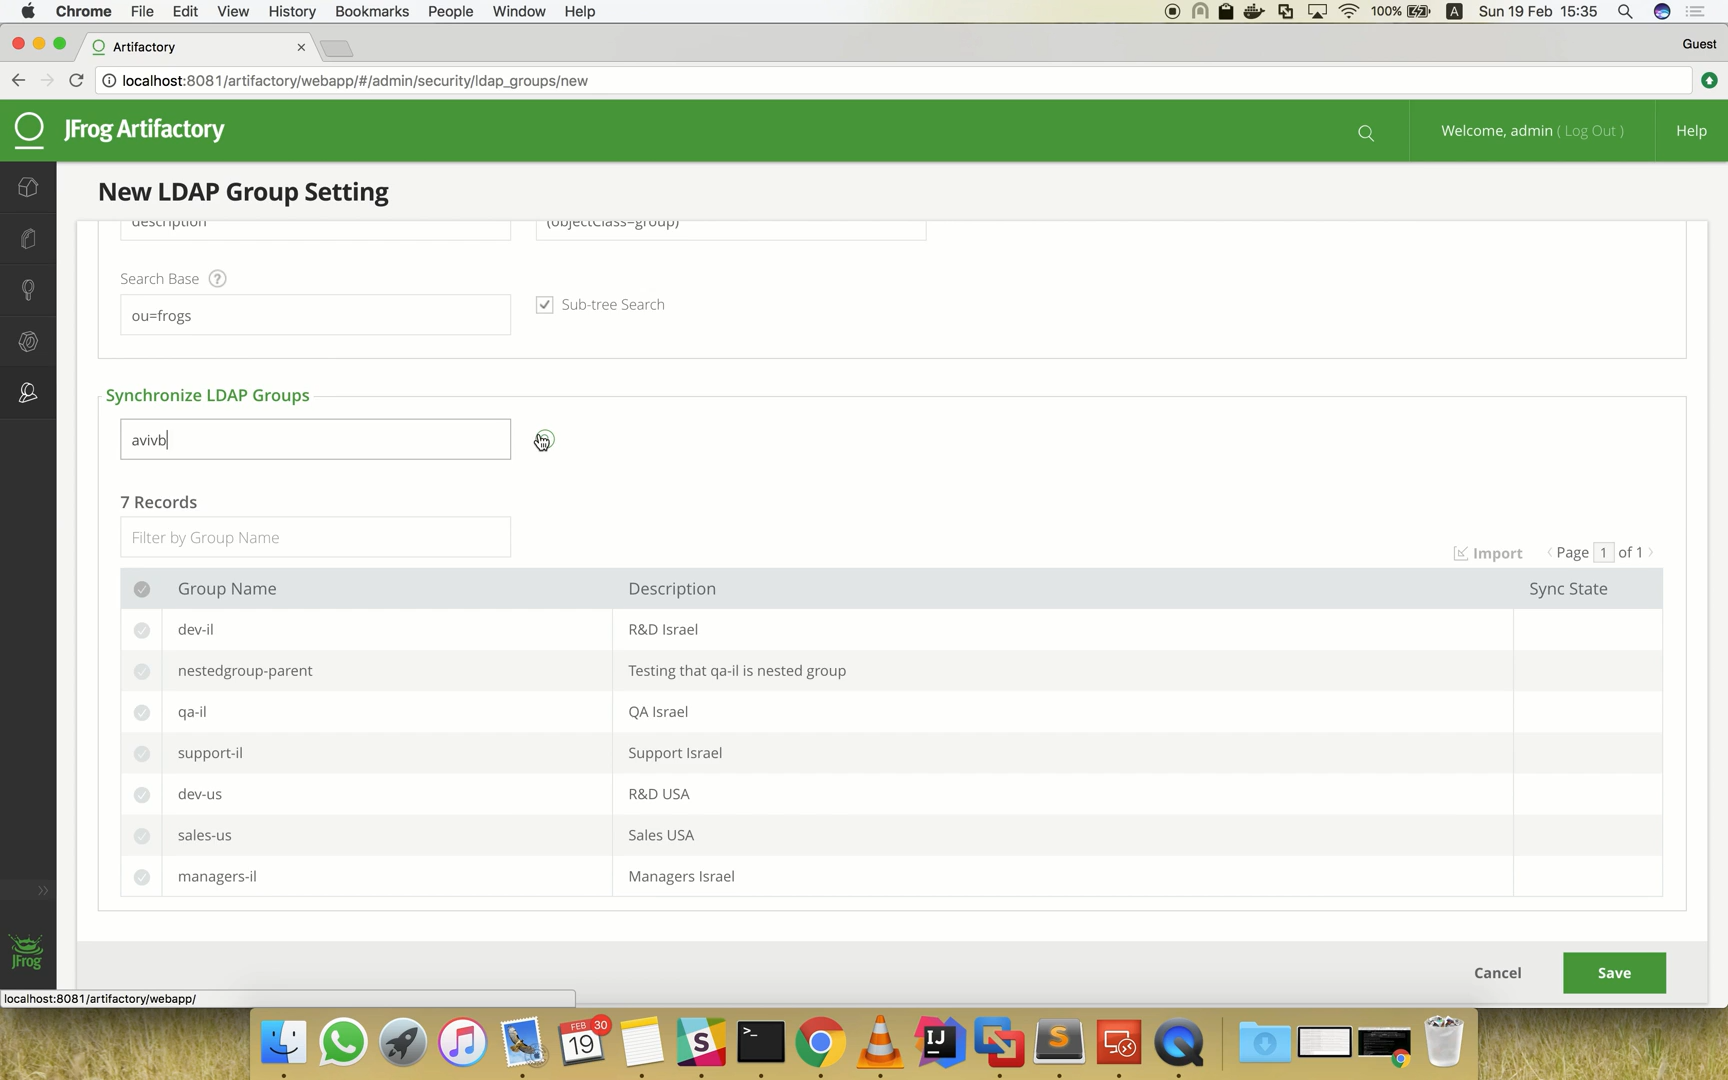 Chrome File Edit View History Bookmarks People Window Help 100% A Sun 19 Feb 15:35
Artifactory Guest
localhost:8081/artifactory/webapp/#/admin/security/ldap_groups/new
JFrog Artifactory Welcome, admin ( Log Out ) Help
New LDAP Group Setting
description (objectClass=group)
Search Base ?
Sub-tree Search
ou=frogs
Synchronize LDAP Groups
avivb
7 Records
Filter by Group Name
Import Page 1 of 1
Group Name Description Sync State
dev-il R&D Israel
nestedgroup-parent Testing that qa-il is nested group
qa-il QA Israel
support-il Support Israel
dev-us R&D USA
sales-us Sales USA
managers-il Managers Israel
JFrog
Cancel Save
localhost:8081/artifactory/webapp/
FEB 30
19
S
>_
IJ
S